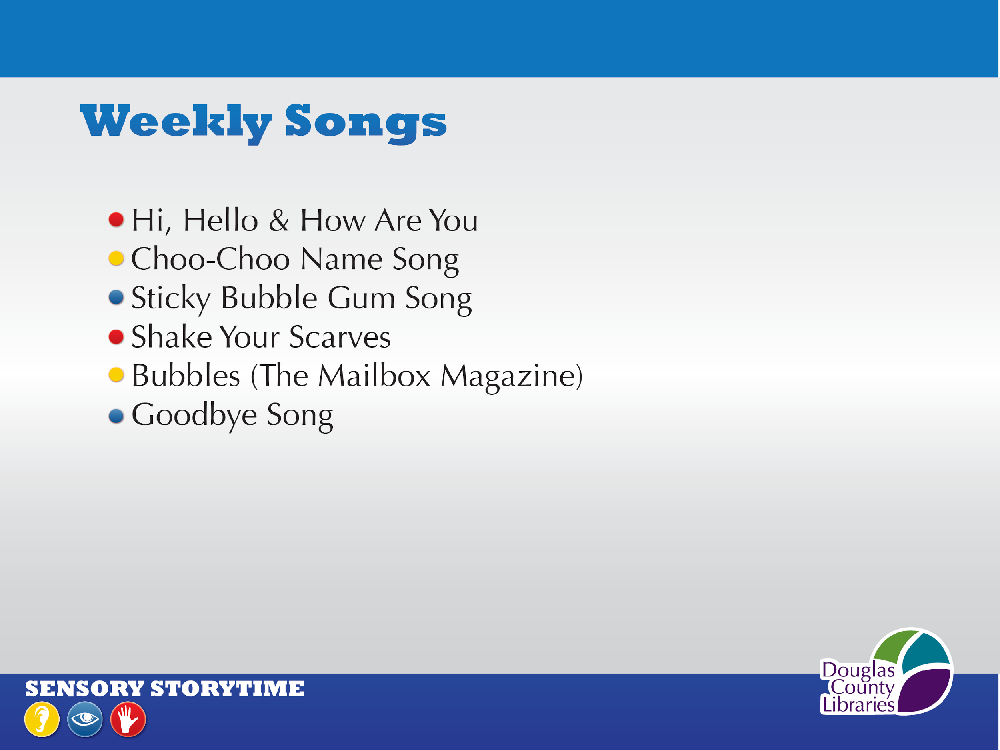 Weekly Songs
Hi, Hello & How Are You
Choo-Choo Name Song
Sticky Bubble Gum Song
Shake Your Scarves
Bubbles (The Mailbox Magazine)
Goodbye Song
SENSORY STORYTIME
Douglas
County
Libraries